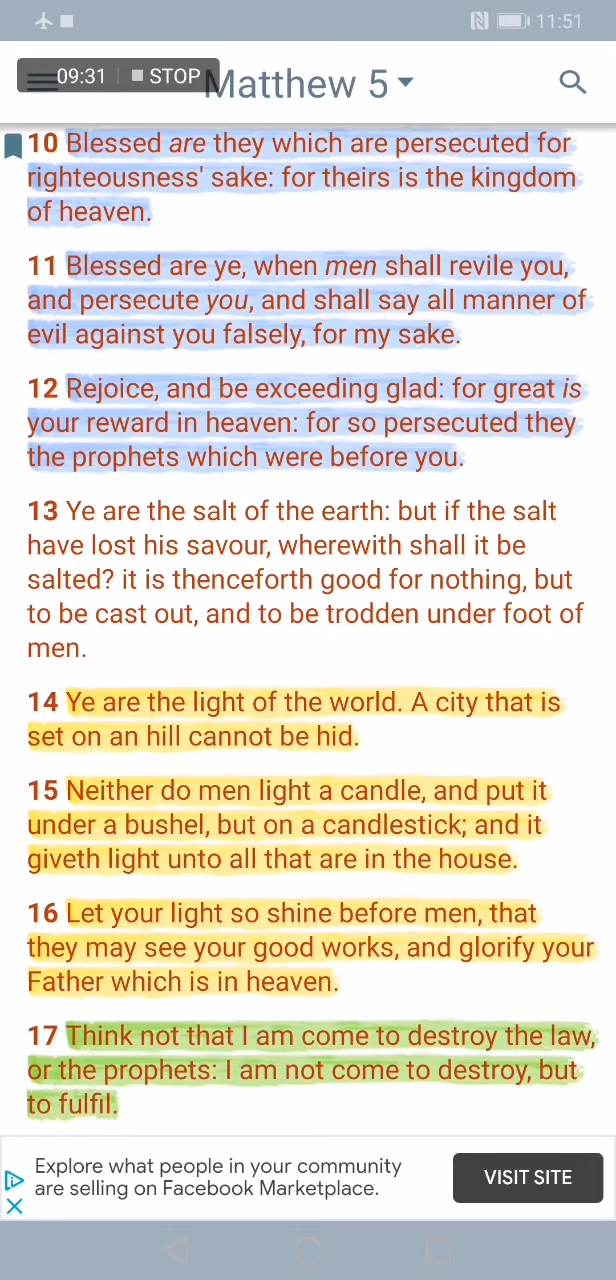 11:51
09:31 STOP
Matthew 5
10 Blessed are they which are persecuted for
righteousness' sake: for theirs is the kingdom
of heaven.
11 Blessed are ye, when men shall revile you,
and persecute you, and shall say all manner of
evil against you falsely, for my sake.
12 Rejoice, and be exceeding glad: for great is
your reward in heaven: for so persecuted they
the prophets which were before you.
13 Ye are the salt of the earth: but if the salt
have lost his savour, wherewith shall it be
salted? it is thenceforth good for nothing, but
to be cast out, and to be trodden under foot of
men.
14 Ye are the light of the world. A city that is
set on an hill cannot be hid.
15 Neither do men light a candle, and put it
under a bushel, but on a candlestick; and it
giveth light unto all that are in the house.
16 Let your light so shine before men, that
they may see your good works, and glorify your
Father which is in heaven.
17 Think not that I am come to destroy the law,
or the prophets: I am not come to destroy, but
to fulfil.
Explore what people in your community
are selling on Facebook Marketplace.
VISIT SITE